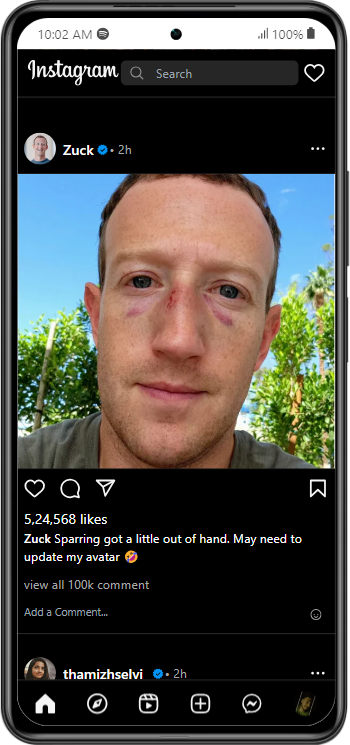 10:02 AM
100%
Instagram
Search
Zuck • 2h
5,24,568 likes
Zuck Sparring got a little out of hand. May need to
update my avatar 🤣
view all 100k comment
Add a Comment...
thamizhselvi • 2h